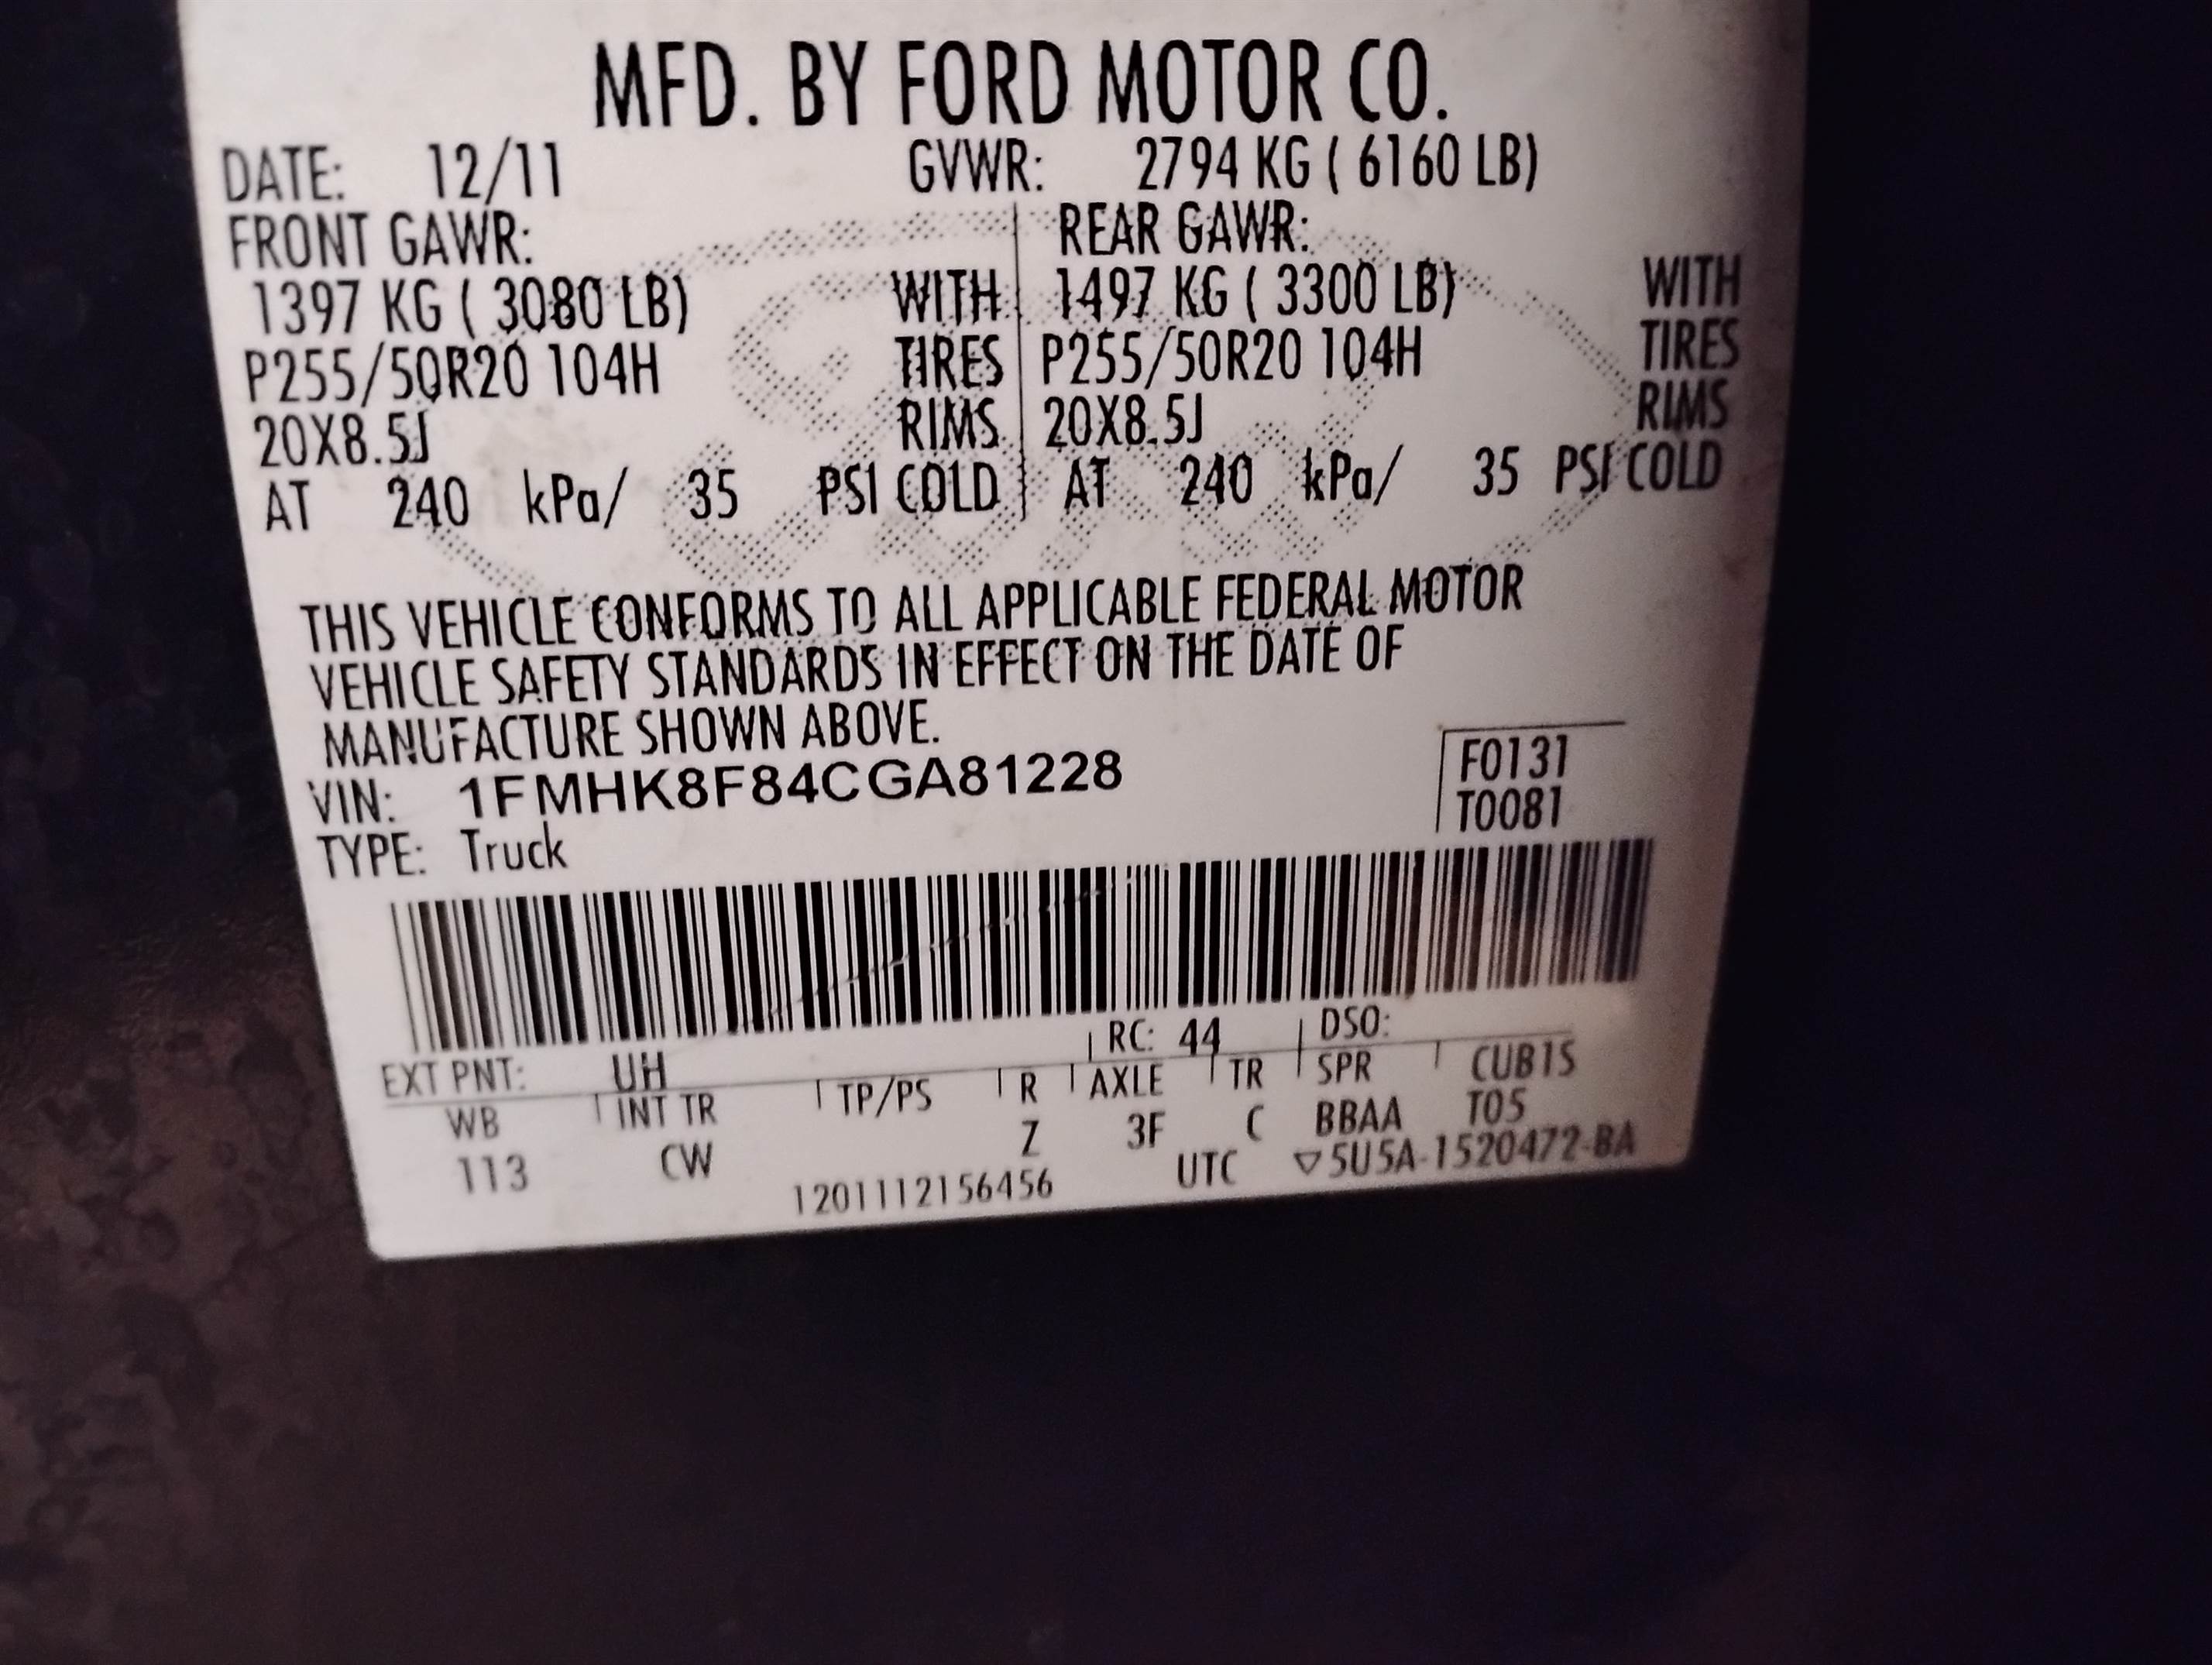 MFD. BY FORD MOTOR CO.
DATE: 12/11 GVWR: 2794 KG ( 6160 LB)
FRONT GAWR: REAR GAWR:
1397 KG ( 3080 LB) WITH 1497 KG ( 3300 LB) WITH
P255/50R20 104H TIRES P255/50R20 104H TIRES
20X8.5J RIMS 20X8.5J RIMS
AT 240 kPa/ 35 PSI COLD AT 240 kPa/ 35 PSI COLD
THIS VEHICLE CONFORMS TO ALL APPLICABLE FEDERAL MOTOR
VEHICLE SAFETY STANDARDS IN EFFECT ON THE DATE OF
MANUFACTURE SHOWN ABOVE.
VIN: 1FMHK8F84CGA81228 F0131
TYPE: Truck T0081
EXT PNT: UH RC: 44 DSO:
WB INT TR TP/PS R AXLE TR SPR CUB1S
113 CW Z 3F C BBAA T05
1201112156456 UTC ▽5U5A-1520472-BA